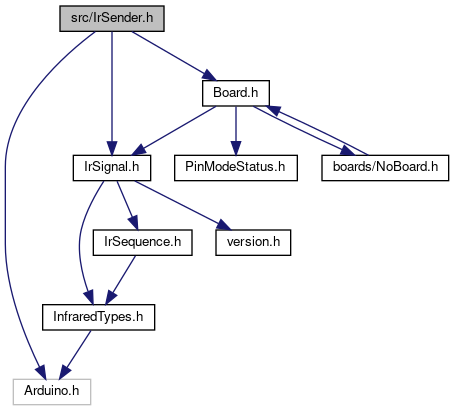 src/IrSender.h
Board.h
IrSignal.h
PinModeStatus.h
boards/NoBoard.h
IrSequence.h
version.h
InfraredTypes.h
Arduino.h